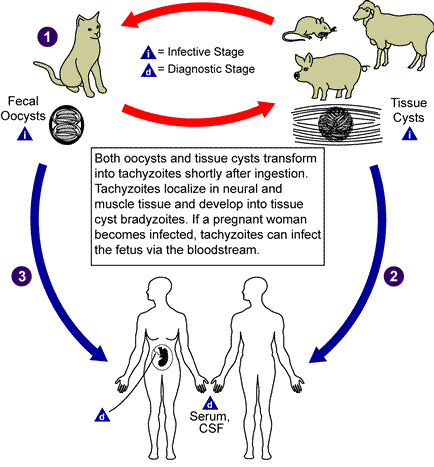 1
i = Infective Stage
d = Diagnostic Stage
Fecal
Oocysts
i
Tissue
Cysts
i
Both oocysts and tissue cysts transform
into tachyzoites shortly after ingestion.
Tachyzoites localize in neural and
muscle tissue and develop into tissue
cyst bradyzoites. If a pregnant woman
becomes infected, tachyzoites can infect
the fetus via the bloodstream.
3
2
d
d
Serum,
CSF